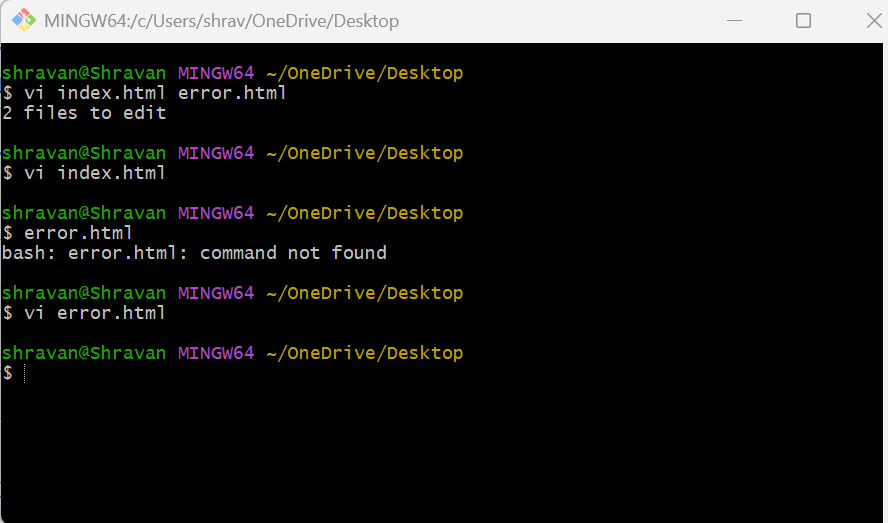 MINGW64:/c/Users/shrav/OneDrive/Desktop
shravan@Shravan MINGW64 ~/OneDrive/Desktop
$ vi index.html error.html
2 files to edit
shravan@Shravan MINGW64 ~/OneDrive/Desktop
$ vi index.html
shravan@Shravan MINGW64 ~/OneDrive/Desktop
$ error.html
bash: error.html: command not found
shravan@Shravan MINGW64 ~/OneDrive/Desktop
$ vi error.html
shravan@Shravan MINGW64 ~/OneDrive/Desktop
$